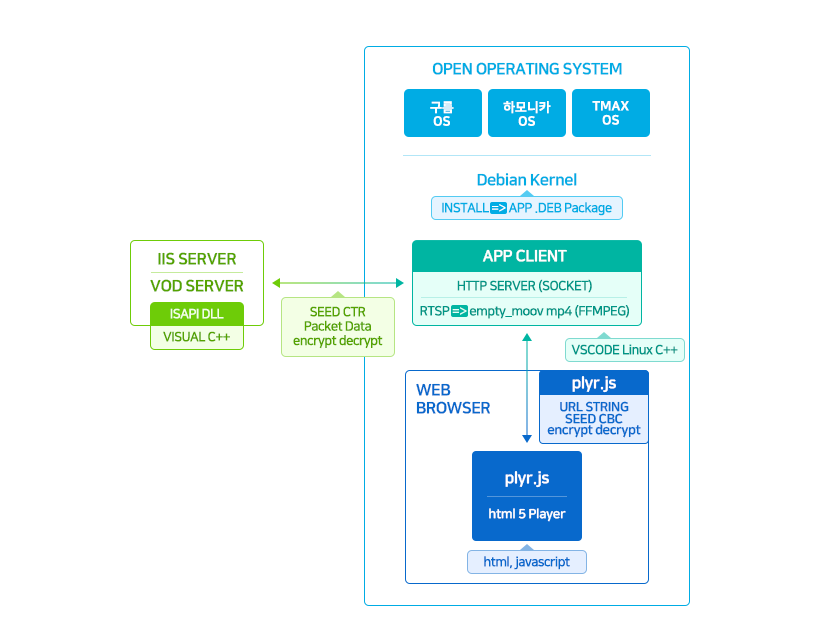 OPEN OPERATING SYSTEM
구름
OS
하모니카
OS
TMAX
OS
Debian Kernel
INSTALL => APP .DEB Package
IIS SERVER
VOD SERVER
ISAPI DLL
VISUAL C++
SEED CTR
Packet Data
encrypt decrypt
APP CLIENT
HTTP SERVER (SOCKET)
RTSP => empty_moov mp4 (FFMPEG)
VSCODE Linux C++
WEB
BROWSER
plyr.js
URL STRING
SEED CBC
encrypt decrypt
plyr.js
html 5 Player
html, javascript